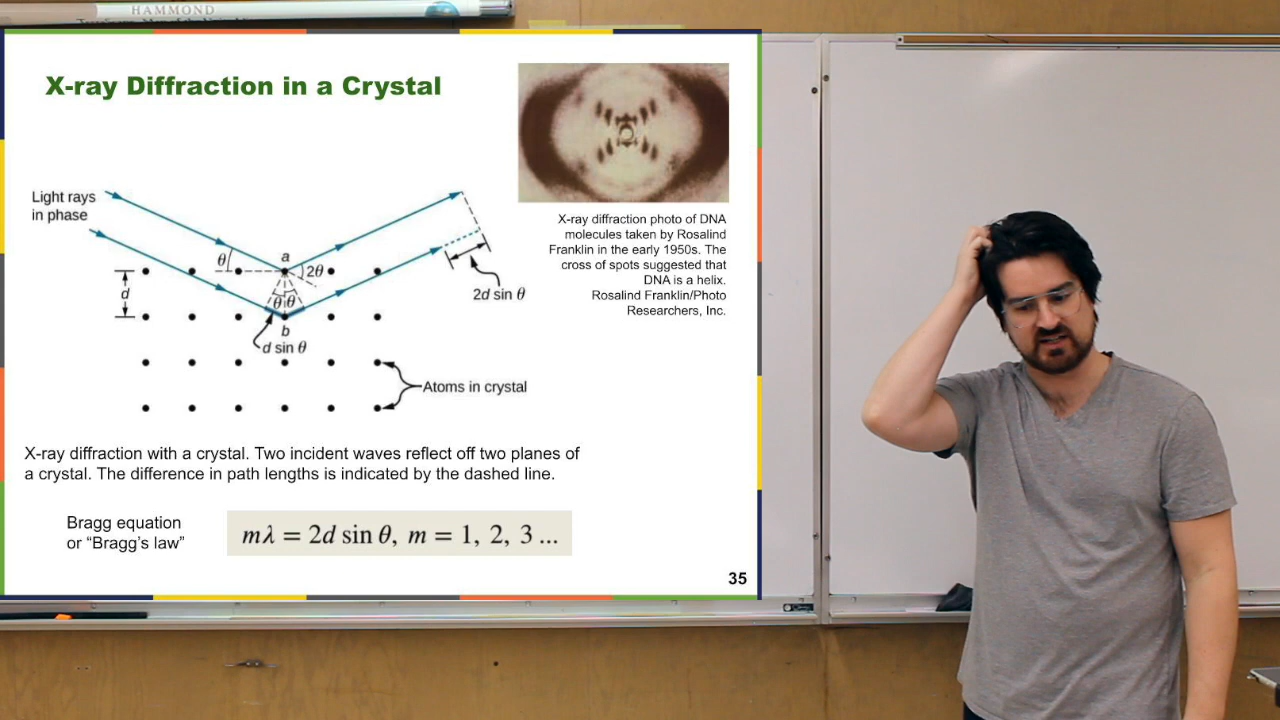 HAMMOND
X-ray Diffraction in a Crystal
Light rays
in phase
θ
a
2θ
d
θ
θ
b
d sin θ
2d sin θ
Atoms in crystal
X-ray diffraction photo of DNA
molecules taken by Rosalind
Franklin in the early 1950s. The
cross of spots suggested that
DNA is a helix.
Rosalind Franklin/Photo
Researchers, Inc.
X-ray diffraction with a crystal. Two incident waves reflect off two planes of
a crystal. The difference in path lengths is indicated by the dashed line.
Bragg equation
or “Bragg’s law”
mλ = 2d sin θ, m = 1, 2, 3 ...
35